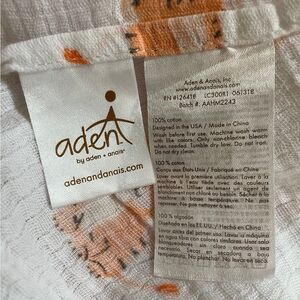 aden
by aden + anais®
adenandanais.com
Aden & Anais, Inc
www.adenandanais.com
RN #126418 LC30081-061318
Batch #: AAHM2243
100% cotton
Designed in the USA / Made in China
Wash before first use. Machine wash warm
with like colors. Only non-chlorine bleach
when needed. Tumble dry low. Do not iron.
Do not dry clean.
100 % cotton
Conçu aux États-Unis / Fabriqué en Chine
Laver avant la première utilisation. Laver
à la machine à l'eau tiède avec des couleurs
semblables. Utiliser seulement un agent de
blanchiment non chloré au besoin. Sécher à
la machine à basse température. Ne pas
repasser. Ne pas nettoyer à sec.
100 % algodón
Diseñado en los EE.UU. / Hecho en China
Lavar antes del primer uso. Lavar a máquina
en agua tibia con colores similares. Usar solo
blanqueador sin cloro cuando sea
necesario. Secar en secadora a baja
temperatura. No planchar. No lavar en seco